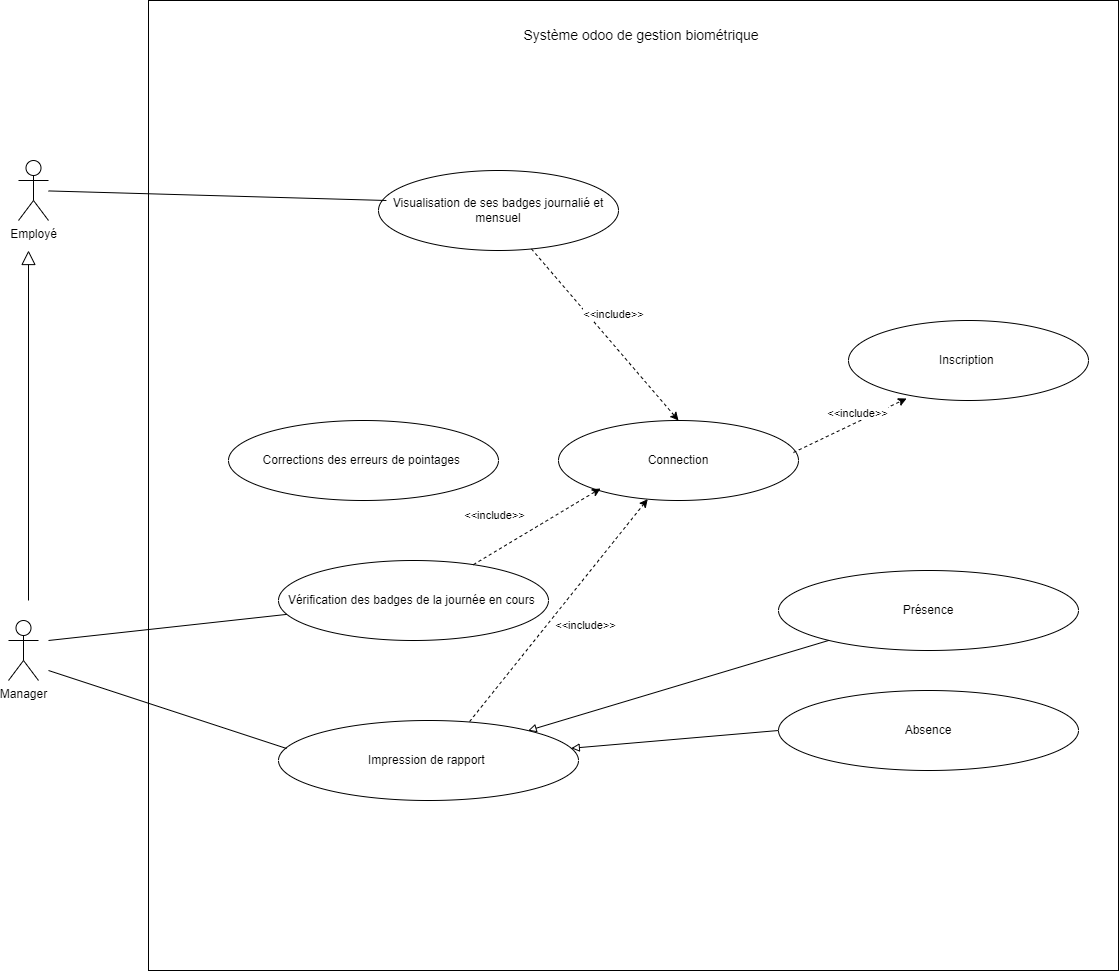 Système odoo de gestion biométrique
Employé
Visualisation de ses badges journalié et
mensuel
<<include>>
Inscription
<<include>>
Corrections des erreurs de pointages
Connection
<<include>>
Vérification des badges de la journée en cours
Présence
<<include>>
Manager
Absence
Impression de rapport